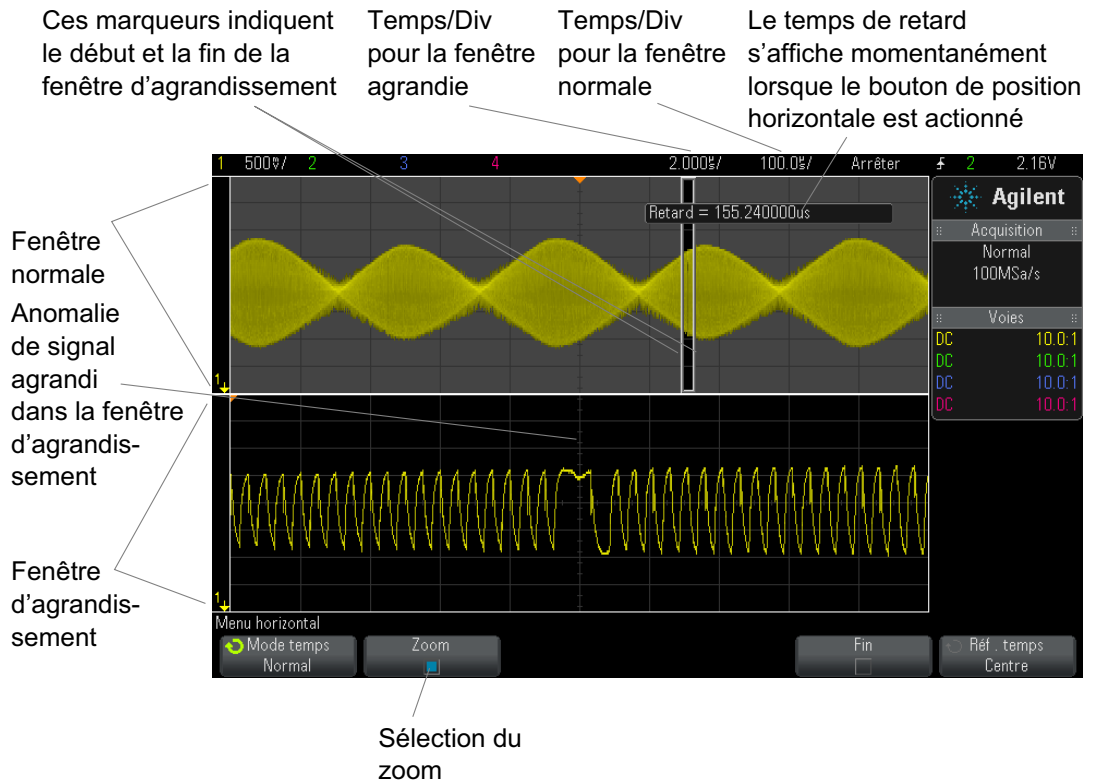 Ces marqueurs indiquent
le début et la fin de la
fenêtre d'agrandissement
Temps/Div
pour la fenêtre
agrandie
Temps/Div
pour la fenêtre
normale
Le temps de retard
s'affiche momentanément
lorsque le bouton de position
horizontale est actionné
1 500V/ 2 3 4 2.000s/ 100.0s/ Arrêter 2 2.16V
Retard = 155.240000us
Agilent
Acquisition
Normal
100MSa/s
Voies
DC 10.0:1
DC 10.0:1
DC 10.0:1
DC 10.0:1
Fenêtre
normale
Anomalie
de signal
agrandi
dans la fenêtre
d'agrandis-
sement
Fenêtre
d'agrandis-
sement
1
1
Menu horizontal
Mode temps
Normal
Zoom
Fin
Réf . temps
Centre
Sélection du
zoom